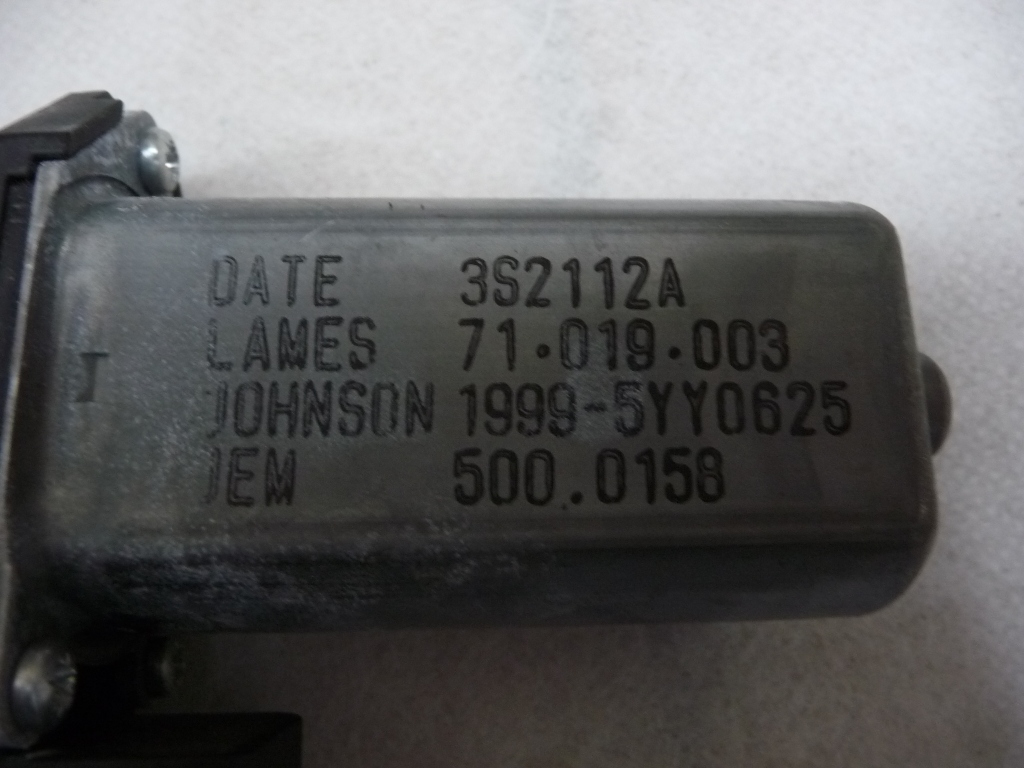 DATE 3S2112A
LAMES 71.019.003
JOHNSON 1999-5YY0625
IEM 500.0158